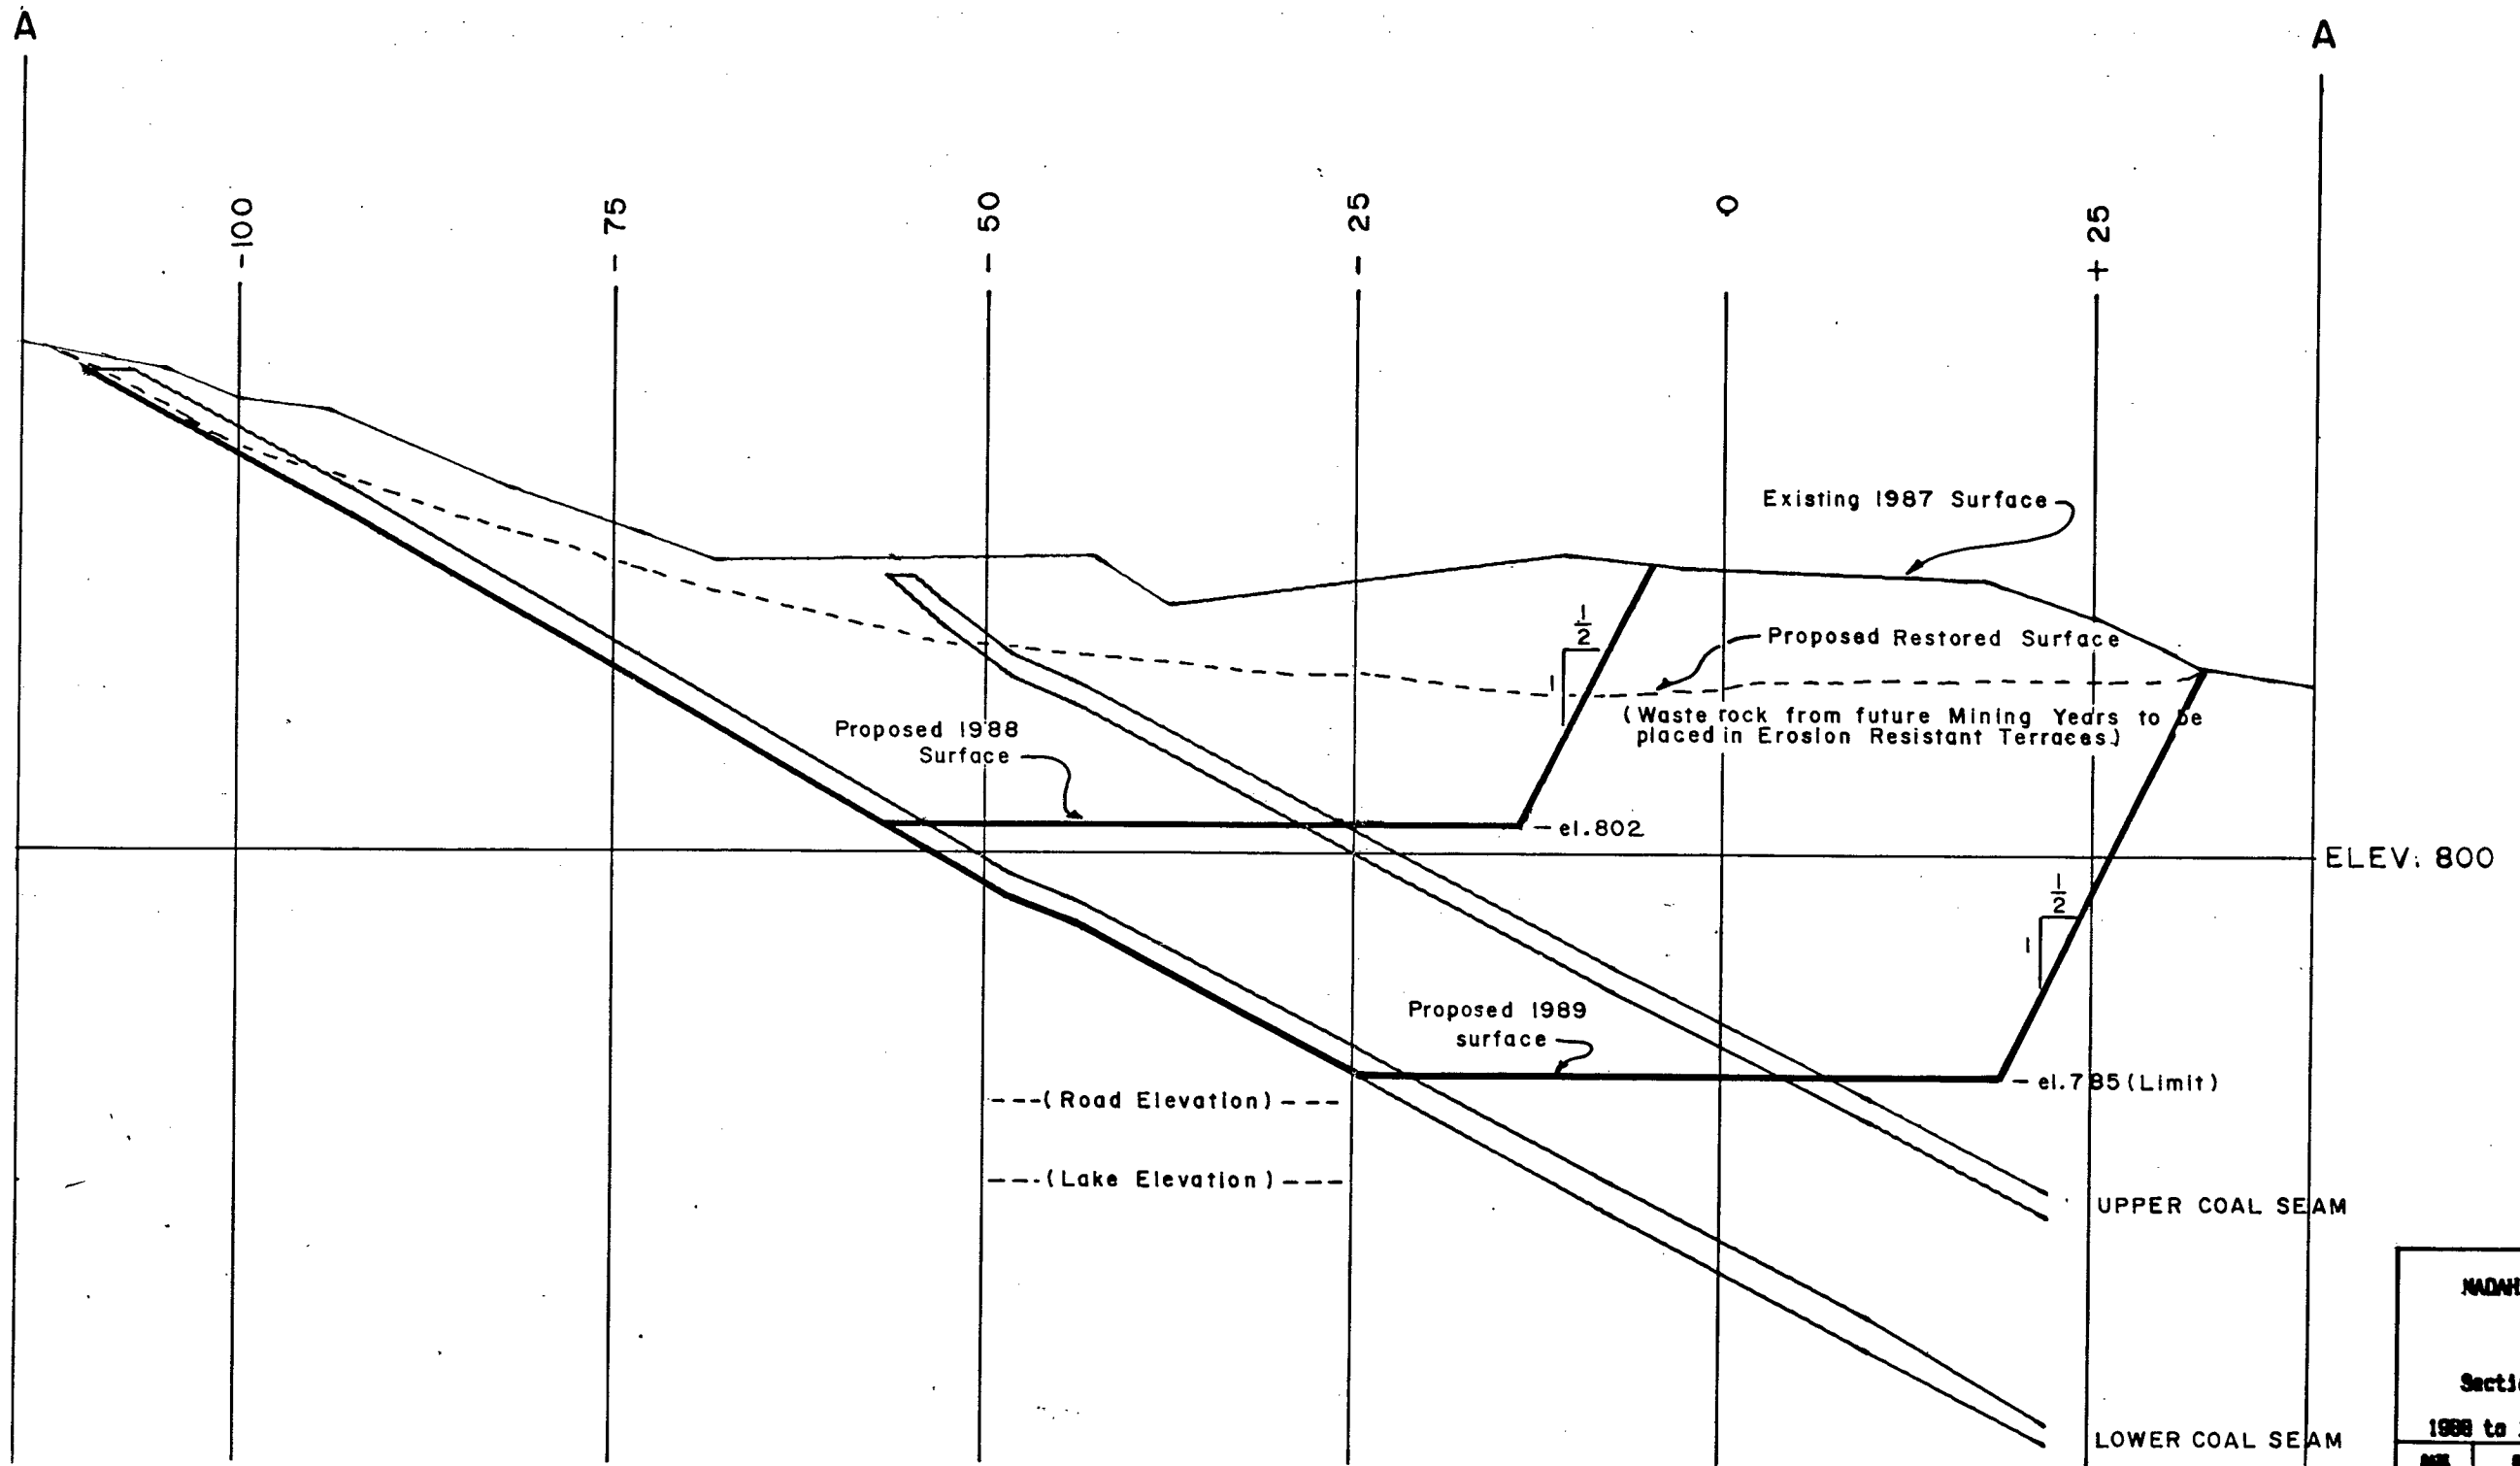 A A
-100
- 75
- 50
- 25
0
+ 25
Existing 1987 Surface
1/2
1
Proposed Restored Surface
(Waste rock from future Mining Years to be
placed in Erosion Resistant Terraces.)
Proposed 1988
Surface
- el.802
ELEV: 800
1/2
1
Proposed 1989
surface
- el.785 (Limit)
---(Road Elevation)---
---(Lake Elevation)---
UPPER COAL SEAM
LOWER COAL SEAM
1988 to